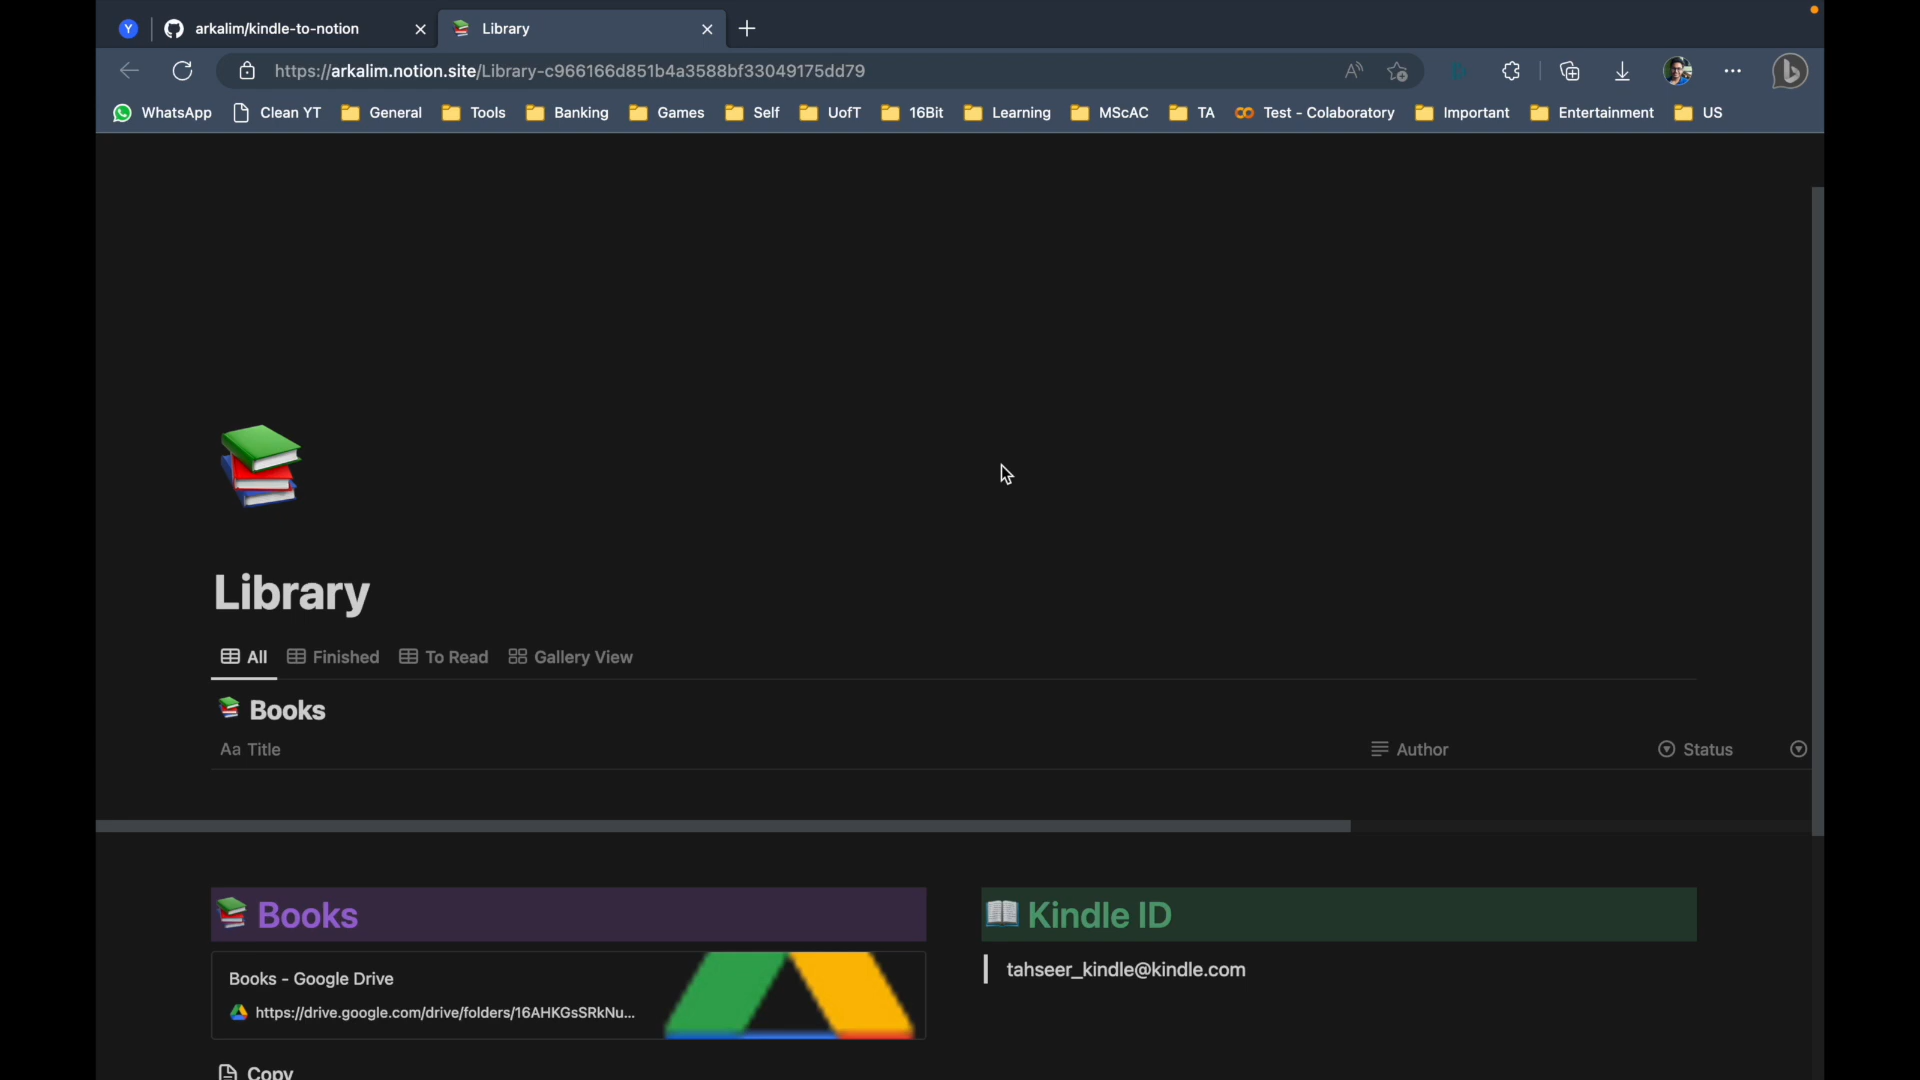 Y
arkalim/kindle-to-notion
Library
https://arkalim.notion.site/Library-c966166d851b4a3588bf33049175dd79
WhatsApp
Clean YT
General
Tools
Banking
Games
Self
UofT
16Bit
Learning
MScAC
TA
Test - Colaboratory
Important
Entertainment
US
Library
All
Finished
To Read
Gallery View
Books
Aa Title
Author
Status
Books
Kindle ID
Books - Google Drive
https://drive.google.com/drive/folders/16AHKGsSRkNu...
tahseer_kindle@kindle.com
Copy